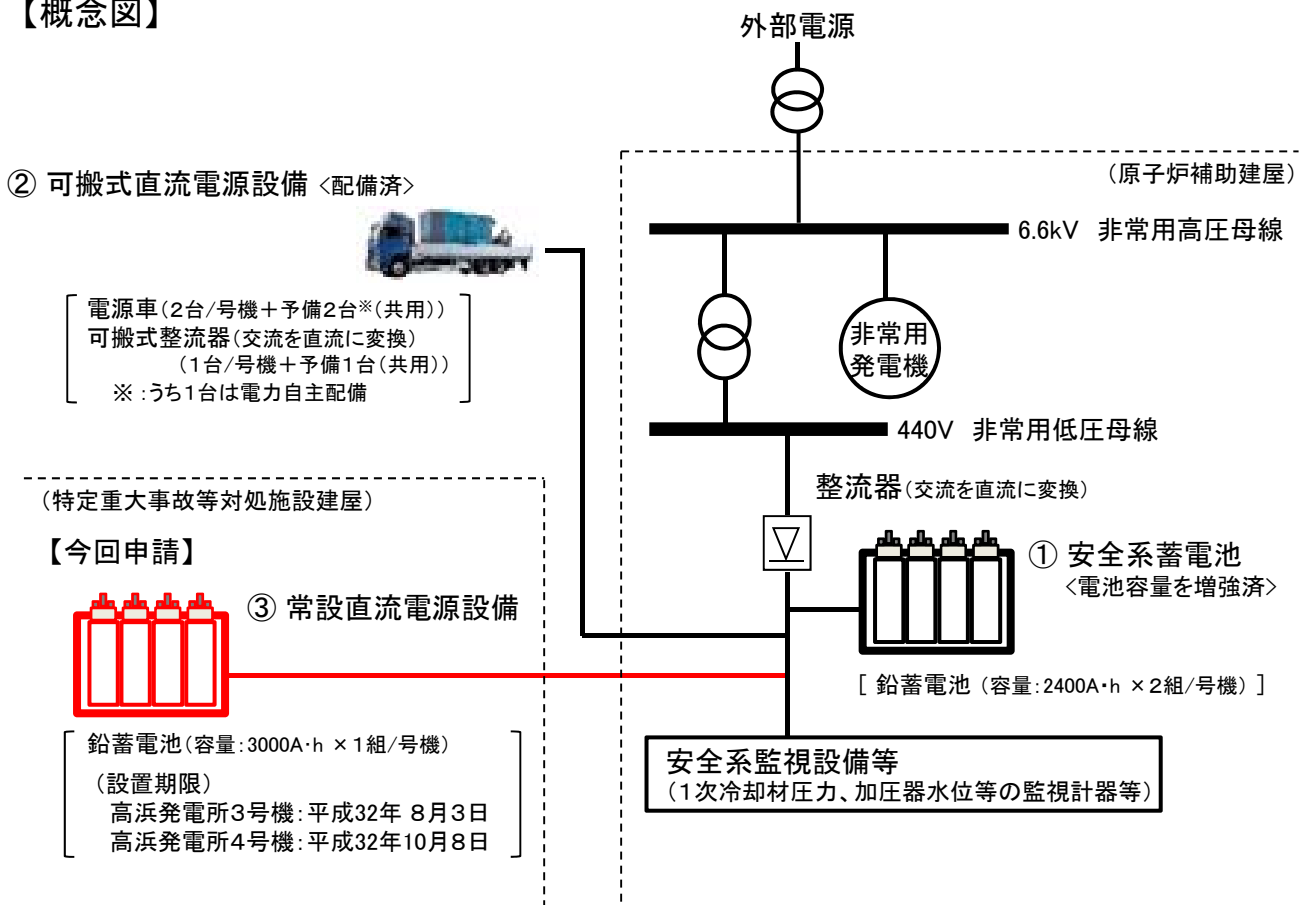 【概念図】
外部電源
(原子炉補助建屋)
6.6kV 非常用高圧母線
非常用
発電機
440V 非常用低圧母線
整流器(交流を直流に変換)
① 安全系蓄電池
<電池容量を増強済>
[ 鉛蓄電池 (容量:2400A・h ×2組/号機) ]
安全系監視設備等
(1次冷却材圧力、加圧器水位等の監視計器等)
② 可搬式直流電源設備 <配備済>
電源車(2台/号機+予備2台※(共用))
可搬式整流器(交流を直流に変換)
(1台/号機+予備1台(共用))
※ :うち1台は電力自主配備
(特定重大事故等対処施設建屋)
【今回申請】
③ 常設直流電源設備
鉛蓄電池(容量:3000A・h ×1組/号機)
(設置期限)
高浜発電所3号機:平成32年 8月3日
高浜発電所4号機:平成32年10月8日